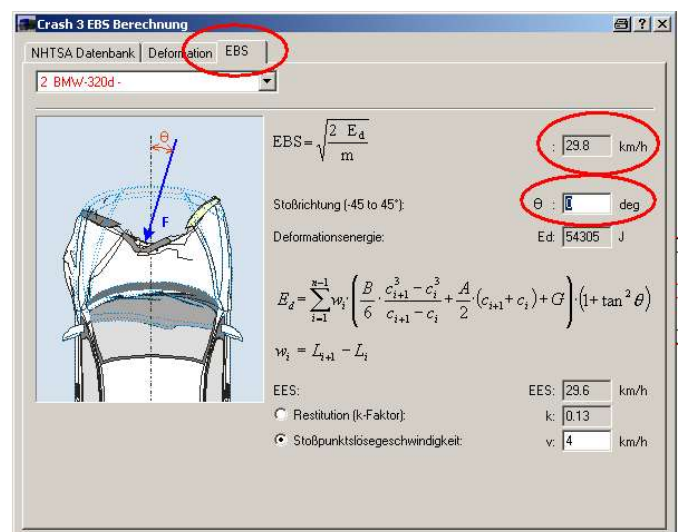 Crash 3 EBS Berechnung
NHTSA Datenbank Deformation EBS
2 BMW-320d -
θ
F
EBS = √(2 E_d / m) : 29.8 km/h
Stoßrichtung (-45 to 45°): θ : 0 deg
Deformationsenergie: Ed: 54305 J
E_d = ∑_{i=1}^{n-1} w_i · ( B/6 · (c_{i+1}^3 − c_i^3)/(c_{i+1} − c_i) + A/2 · (c_{i+1} + c_i) + G ) · (1 + tan² θ)
w_i = L_{i+1} − L_i
EES: EES: 29.6 km/h
Restitution (k-Faktor): k: 0.13
Stoßpunktslösegeschwindigkeit: v: 4 km/h